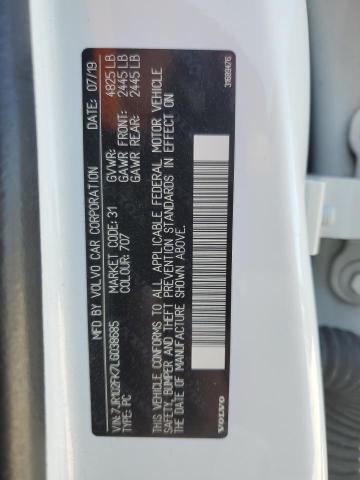 MFD BY VOLVO CAR CORPORATION DATE: 07/19
GVWR: 4825 LB
MARKET CODE: 31 GAWR FRONT: 2445 LB
COLOUR: 707 GAWR REAR: 2445 LB
VIN: 7JR102FK7LG038685
TYPE: PC
THIS VEHICLE CONFORMS TO ALL APPLICABLE FEDERAL MOTOR VEHICLE
SAFETY, BUMPER AND THEFT PREVENTION STANDARDS IN EFFECT ON
THE DATE OF MANUFACTURE SHOWN ABOVE.
VOLVO
31689476